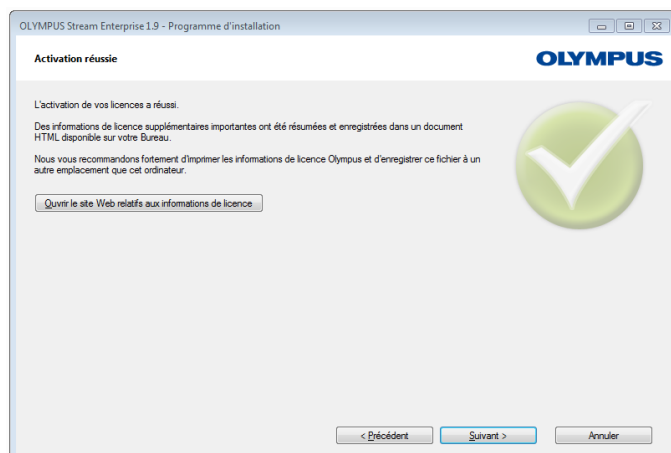 OLYMPUS Stream Enterprise 1.9 - Programme d'installation
Activation réussie
OLYMPUS
L'activation de vos licences a réussi.
Des informations de licence supplémentaires importantes ont été résumées et enregistrées dans un document
HTML disponible sur votre Bureau.
Nous vous recommandons fortement d'imprimer les informations de licence Olympus et d'enregistrer ce fichier à un
autre emplacement que cet ordinateur.
Ouvrir le site Web relatifs aux informations de licence
< Précédent
Suivant >
Annuler